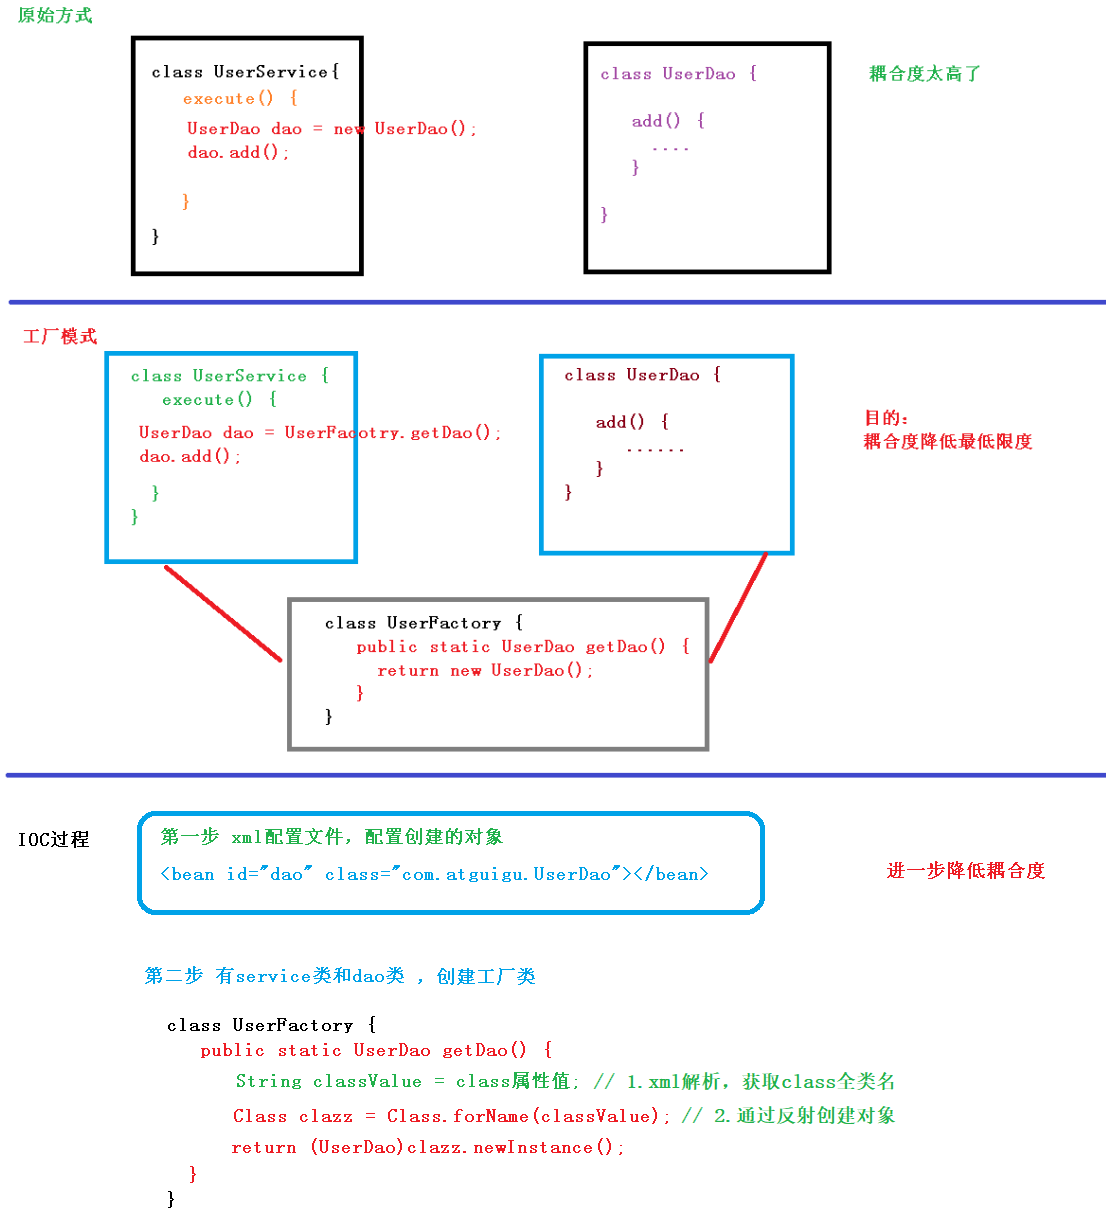 原始方式
class UserService{
execute() {
UserDao dao = new UserDao();
dao.add();
}
}
class UserDao {
add() {
....
}
}
耦合度太高了
工厂模式
class UserService {
execute() {
UserDao dao = UserFacotry.getDao();
dao.add();
}
}
class UserDao {
add() {
......
}
}
目的：
耦合度降低最低限度
class UserFactory {
public static UserDao getDao() {
return new UserDao();
}
}
IOC过程
第一步 xml配置文件，配置创建的对象
<bean id="dao" class="com.atguigu.UserDao"></bean>
进一步降低耦合度
第二步 有service类和dao类 ，创建工厂类
class UserFactory {
public static UserDao getDao() {
String classValue = class属性值; // 1.xml解析，获取class全类名
Class clazz = Class.forName(classValue); // 2.通过反射创建对象
return (UserDao)clazz.newInstance();
}
}